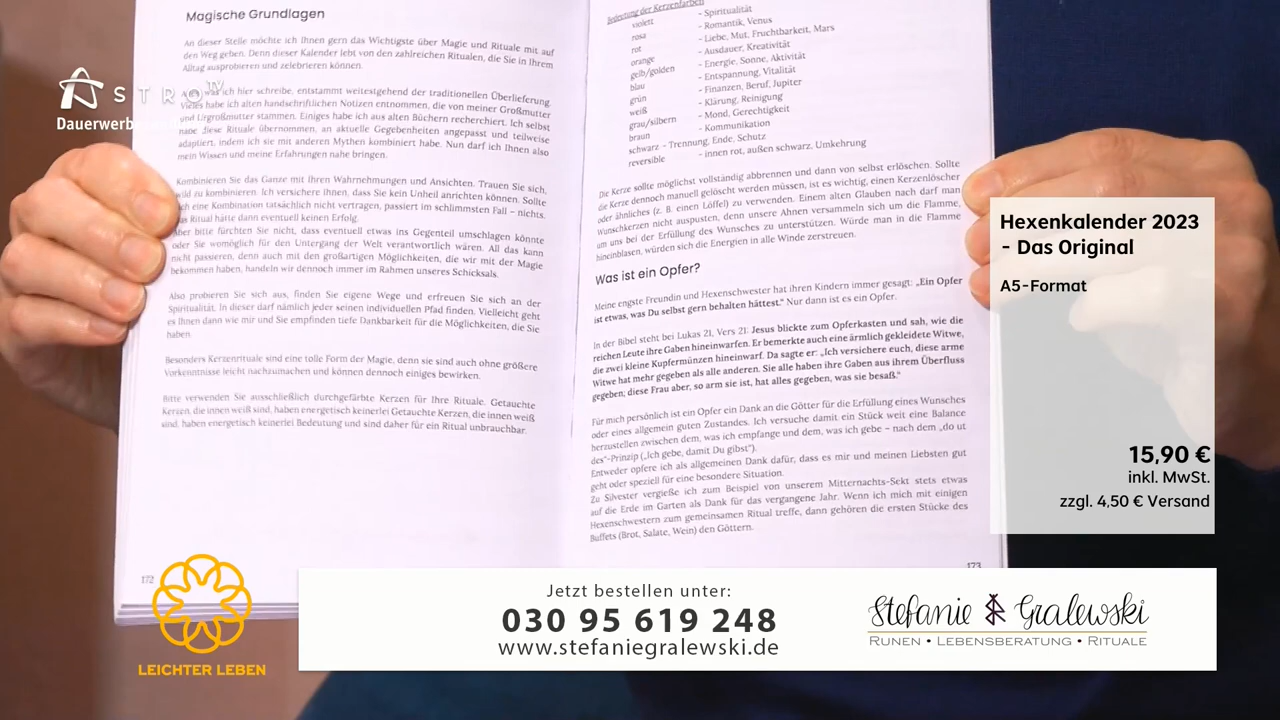 Magische Grundlagen
An dieser Stelle möchte ich Ihnen gern das Wichtigste über Magie und Rituale mit auf
den Weg geben. Denn dieser Kalender lebt von den zahlreichen Ritualen, die Sie in Ihrem
Alltag ausprobieren und zelebrieren können.
was ich hier schreibe, entstammt weitestgehend der traditionellen Überlieferung.
Vieles habe ich alten handschriftlichen Notizen entnommen, die von meiner Großmutter
und Urgroßmutter stammen. Einiges habe ich aus alten Büchern recherchiert. Ich selbst
habe diese Rituale übernommen, an aktuelle Gegebenheiten angepasst und teilweise
adaptiert, indem ich sie mit anderen Mythen kombiniert habe. Nun darf ich Ihnen also
mein Wissen und meine Erfahrungen nahe bringen.
Kombinieren Sie das Ganze mit Ihren Wahrnehmungen und Ansichten. Trauen Sie sich,
wild zu kombinieren. Ich versichere Ihnen, dass Sie kein Unheil anrichten können. Sollte
eine Kombination tatsächlich nicht vertragen, passiert im schlimmsten Fall – nichts.
das Ritual hätte dann eventuell keinen Erfolg.
Aber bitte fürchten Sie nicht, dass eventuell etwas ins Gegenteil umschlagen könnte
oder Sie womöglich für den Untergang der Welt verantwortlich wären. All das kann
nicht passieren, denn auch mit den großartigen Möglichkeiten, die wir mit der Magie
bekommen haben, handeln wir dennoch immer im Rahmen unseres Schicksals.
Also probieren Sie sich aus, finden Sie eigene Wege und erfreuen Sie sich an der
Spiritualität. In dieser darf nämlich jeder seinen individuellen Pfad finden. Vielleicht geht
es Ihnen dann wie mir und Sie empfinden tiefe Dankbarkeit für die Möglichkeiten, die Sie
haben.
Besonders Kerzenrituale sind eine tolle Form der Magie, denn sie sind auch ohne größere
Vorkenntnisse leicht nachzumachen und können dennoch einiges bewirken.
Bitte verwenden Sie ausschließlich durchgefärbte Kerzen für Ihre Rituale. Getauchte
Kerzen, die innen weiß sind, haben energetisch keinerlei Getauchte Kerzen, die innen weiß
sind, haben energetisch keinerlei Bedeutung und sind daher für ein Ritual unbrauchbar.
172
Bedeutung der Kerzenfarben
violett - Spiritualität
rosa - Romantik, Venus
rot - Liebe, Mut, Fruchtbarkeit, Mars
orange - Ausdauer, Kreativität
gelb/golden - Energie, Sonne, Aktivität
blau - Entspannung, Vitalität
grün - Finanzen, Beruf, Jupiter
weiß - Klärung, Reinigung
grau/silbern - Mond, Gerechtigkeit
braun - Kommunikation
schwarz - Trennung, Ende, Schutz
reversible - innen rot, außen schwarz, Umkehrung
Die Kerze sollte möglichst vollständig abbrennen und dann von selbst erlöschen. Sollte
die Kerze dennoch manuell gelöscht werden müssen, ist es wichtig, einen Kerzenlöscher
oder ähnliches (z. B. einen Löffel) zu verwenden. Einem alten Glauben nach darf man
Wunschkerzen nicht auspusten, denn unsere Ahnen versammeln sich um die Flamme,
um uns bei der Erfüllung des Wunsches zu unterstützen. Würde man in die Flamme
hineinblasen, würden sich die Energien in alle Winde zerstreuen.
Was ist ein Opfer?
Meine engste Freundin und Hexenschwester hat ihren Kindern immer gesagt: „Ein Opfer
ist etwas, was Du selbst gern behalten hättest." Nur dann ist es ein Opfer.
In der Bibel steht bei Lukas 21, Vers 21: Jesus blickte zum Opferkasten und sah, wie die
reichen Leute ihre Gaben hineinwarfen. Er bemerkte auch eine ärmlich gekleidete Witwe,
die zwei kleine Kupfermünzen hineinwarf. Da sagte er: „Ich versichere euch, diese arme
Witwe hat mehr gegeben als alle anderen. Sie alle haben ihre Gaben aus ihrem Überfluss
gegeben; diese Frau aber, so arm sie ist, hat alles gegeben, was sie besaß."
Für mich persönlich ist ein Opfer ein Dank an die Götter für die Erfüllung eines Wunsches
oder eines allgemein guten Zustandes. Ich versuche damit ein Stück weit eine Balance
herzustellen zwischen dem, was ich empfange und dem, was ich gebe – nach dem „do ut
des"-Prinzip („Ich gebe, damit Du gibst").
Entweder opfere ich als allgemeinen Dank dafür, dass es mir und meinen Liebsten gut
geht oder speziell für eine besondere Situation.
Zu Silvester vergieße ich zum Beispiel von unserem Mitternachts-Sekt stets etwas
auf die Erde im Garten als Dank für das vergangene Jahr. Wenn ich mich mit einigen
Hexenschwestern zum gemeinsamen Ritual treffe, dann gehören die ersten Stücke des
Buffets (Brot, Salate, Wein) den Göttern.
173
ASTRO TV
Dauerwerb
Hexenkalender 2023
- Das Original
A5-Format
15,90 €
inkl. MwSt.
zzgl. 4,50 € Versand
LEICHTER LEBEN
Jetzt bestellen unter:
030 95 619 248
www.stefaniegralewski.de
Stefanie Gralewski
RUNEN • LEBENSBERATUNG • RITUALE